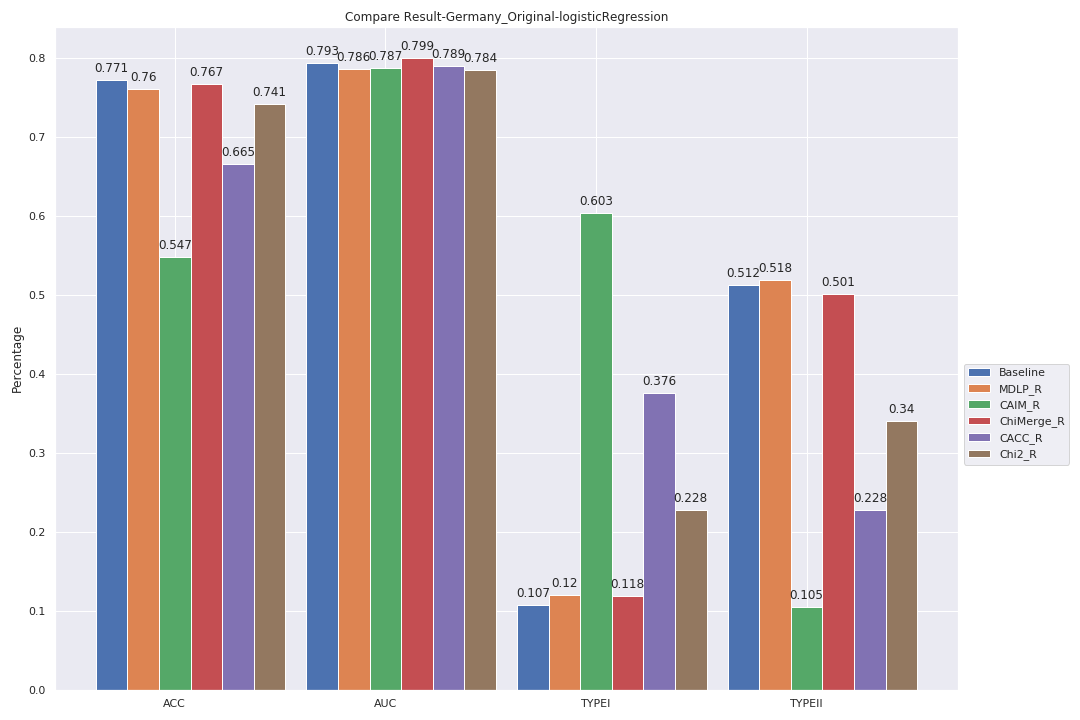 Compare Result-Germany_Original-logisticRegression
Percentage
0.8
0.7
0.6
0.5
0.4
0.3
0.2
0.1
0.0
0.771
0.76
0.547
0.767
0.665
0.741
0.793
0.786
0.787
0.799
0.789
0.784
0.107
0.12
0.603
0.118
0.376
0.228
0.512
0.518
0.105
0.501
0.228
0.34
ACC
AUC
TYPEI
TYPEII
Baseline
MDLP_R
CAIM_R
ChiMerge_R
CACC_R
Chi2_R